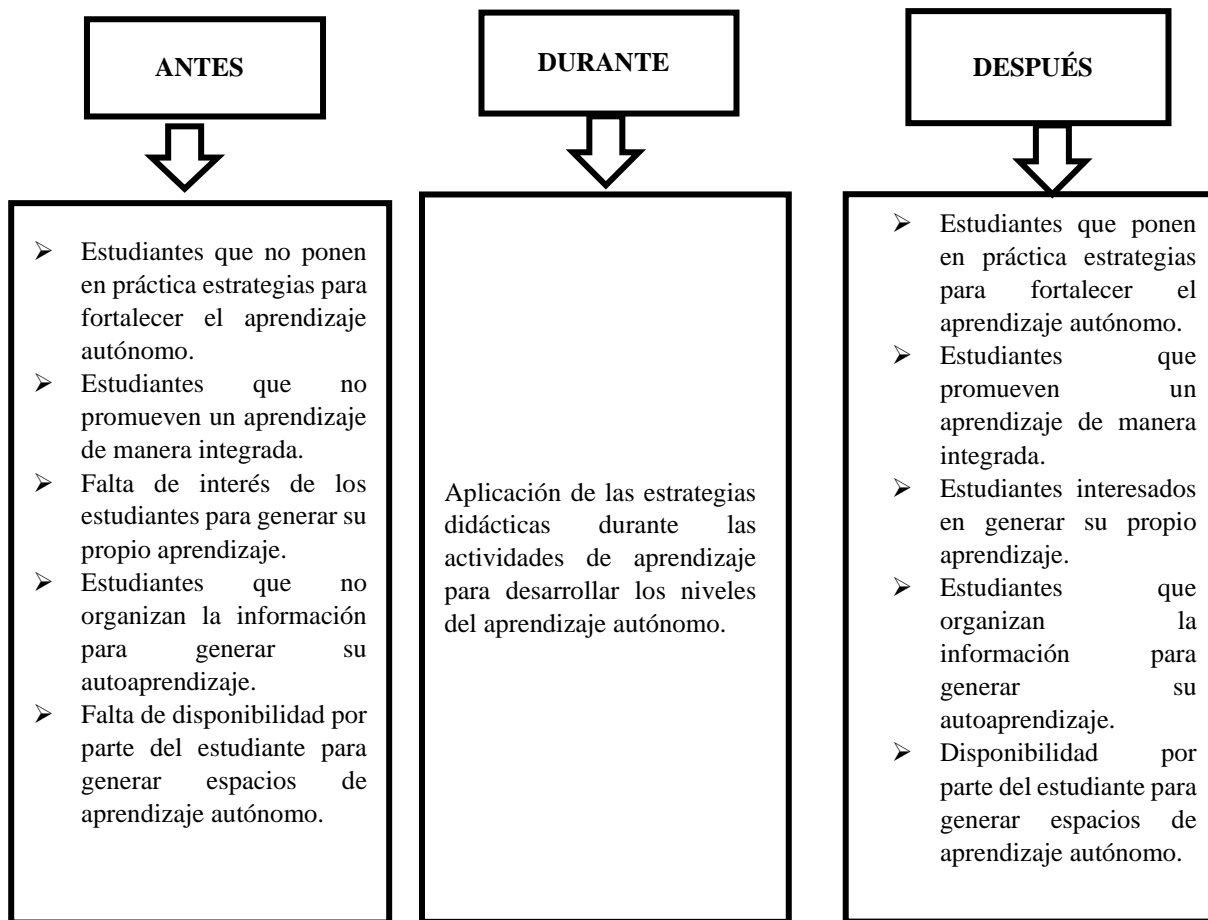 ANTES
Estudiantes que no ponen
en práctica estrategias para
fortalecer el aprendizaje
autónomo.
Estudiantes que no
promueven un aprendizaje
de manera integrada.
Falta de interés de los
estudiantes para generar su
propio aprendizaje.
Estudiantes que no
organizan la información
para generar su
autoaprendizaje.
Falta de disponibilidad por
parte del estudiante para
generar espacios de
aprendizaje autónomo.
DURANTE
Aplicación de las estrategias
didácticas durante las
actividades de aprendizaje
para desarrollar los niveles
del aprendizaje autónomo.
DESPUÉS
Estudiantes que ponen
en práctica estrategias
para fortalecer el
aprendizaje autónomo.
Estudiantes que
promueven un
aprendizaje de manera
integrada.
Estudiantes interesados
en generar su propio
aprendizaje.
Estudiantes que
organizan la
información para
generar su
autoaprendizaje.
Disponibilidad por
parte del estudiante para
generar espacios de
aprendizaje autónomo.